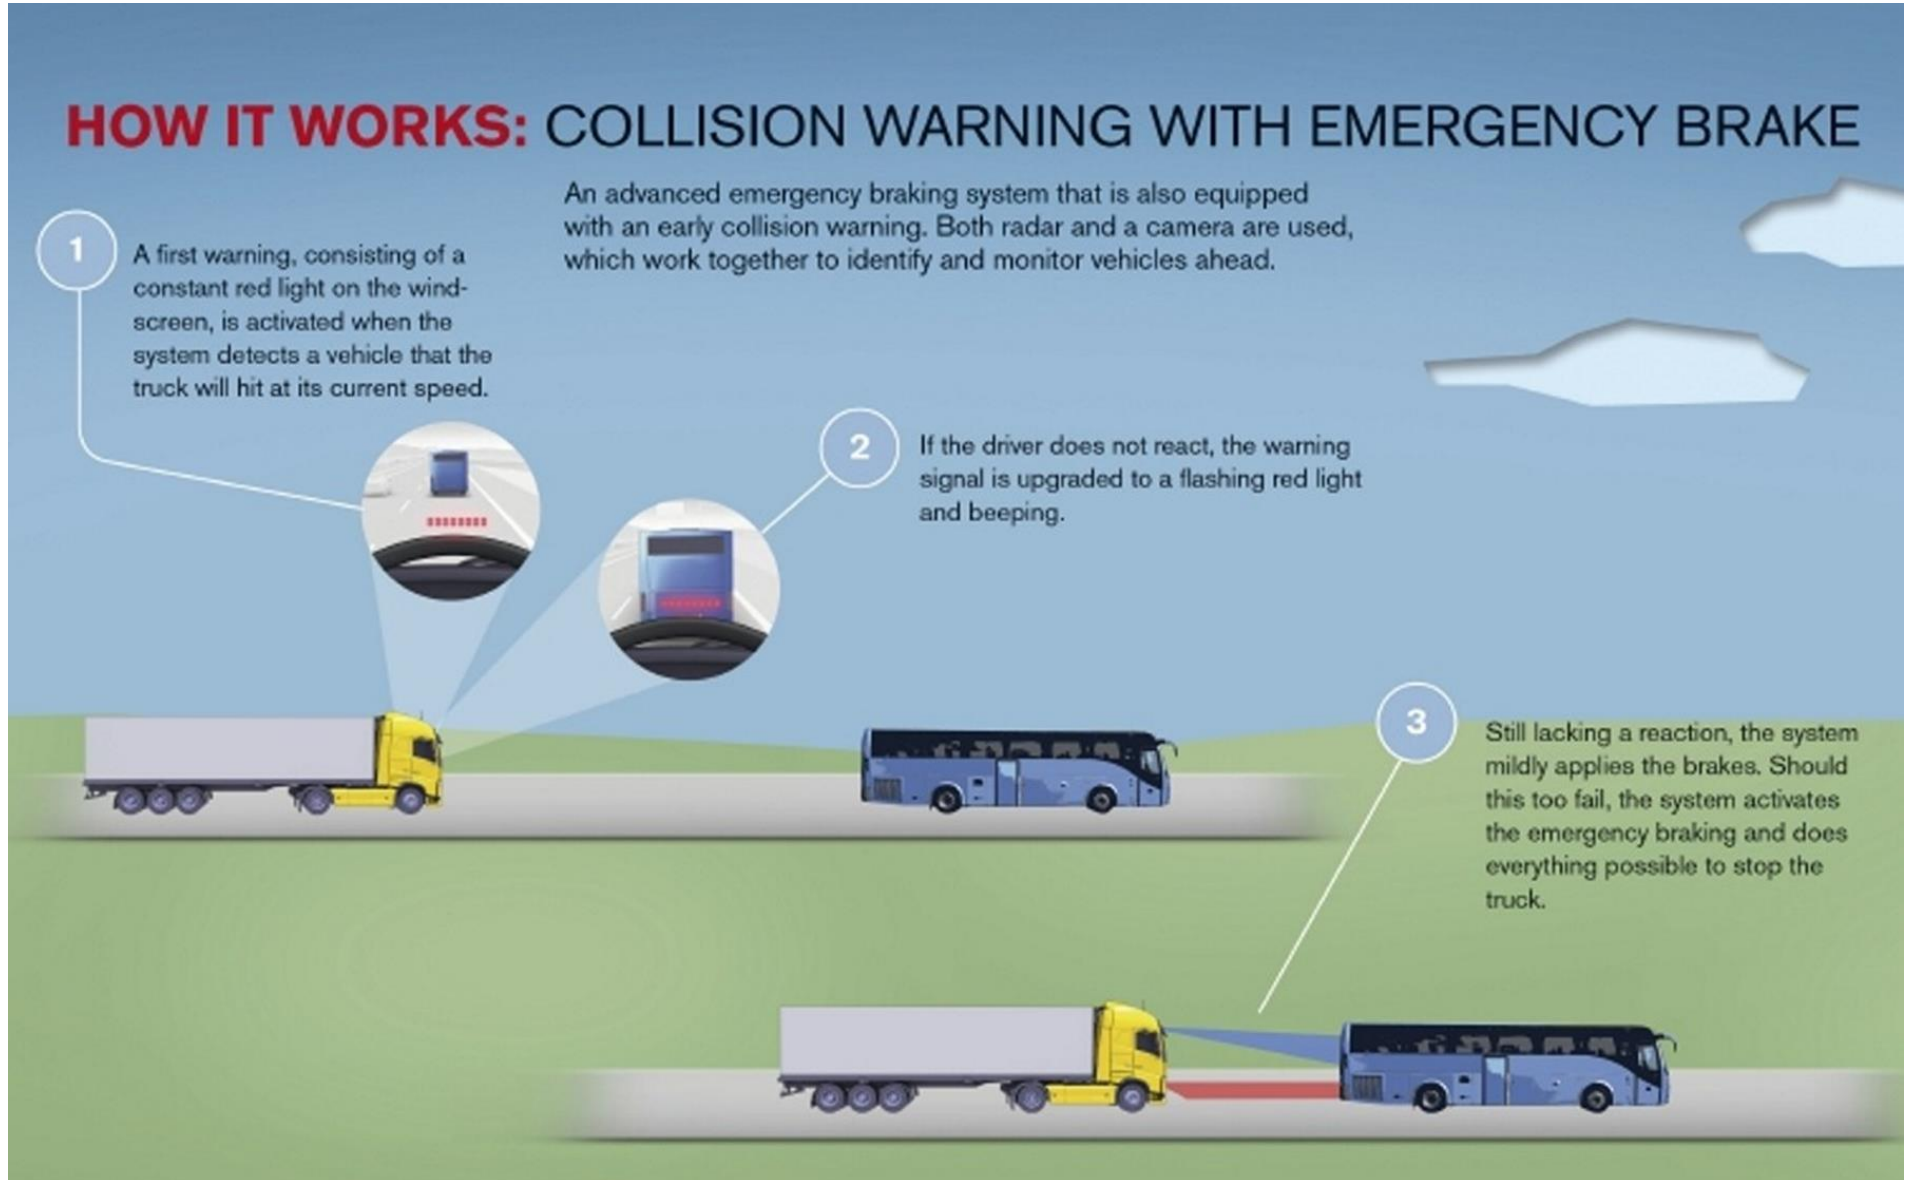 HOW IT WORKS: COLLISION WARNING WITH EMERGENCY BRAKE
An advanced emergency braking system that is also equipped
with an early collision warning. Both radar and a camera are used,
which work together to identify and monitor vehicles ahead.
1
A first warning, consisting of a
constant red light on the wind-
screen, is activated when the
system detects a vehicle that the
truck will hit at its current speed.
2
If the driver does not react, the warning
signal is upgraded to a flashing red light
and beeping.
3
Still lacking a reaction, the system
mildly applies the brakes. Should
this too fail, the system activates
the emergency braking and does
everything possible to stop the
truck.